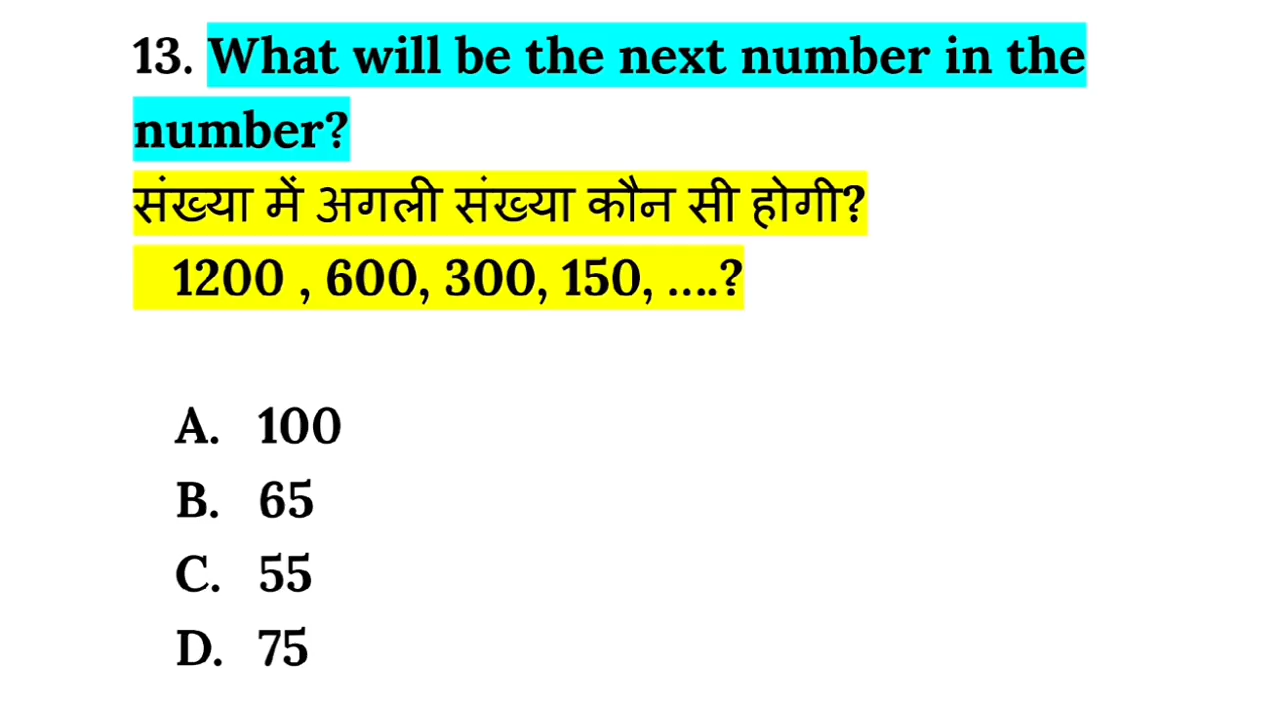 13. What will be the next number in the
number?
संख्या में अगली संख्या कौन सी होगी?
1200 , 600, 300, 150, ....?
A. 100
B. 65
C. 55
D. 75